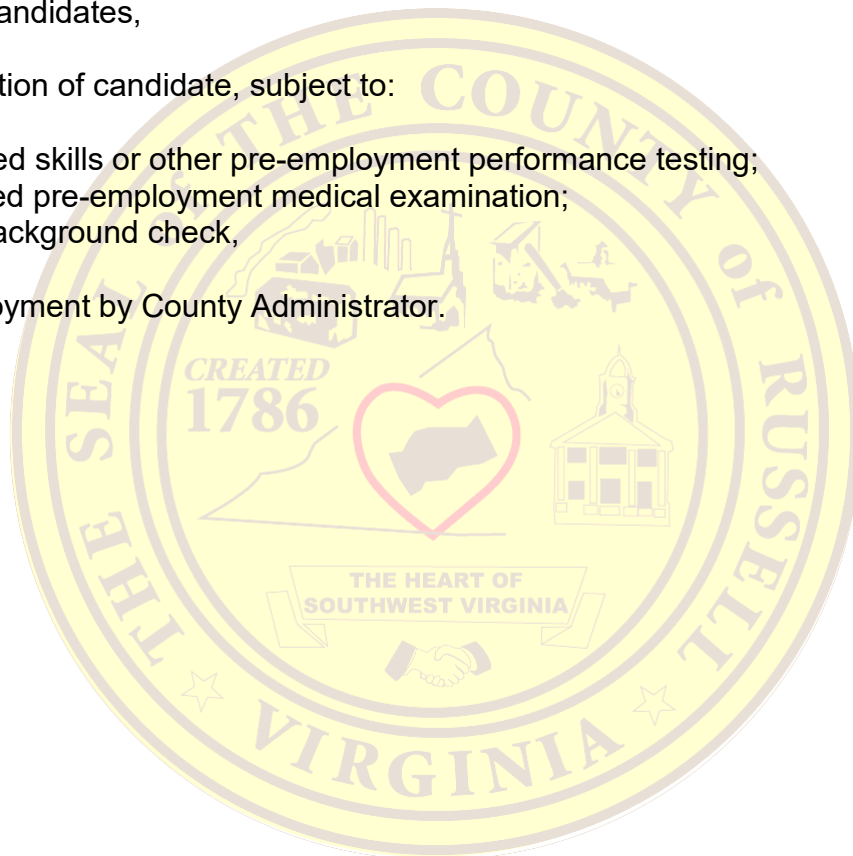 andidates,
tion of candidate, subject to:
ed skills or other pre-employment performance testing;
ed pre-employment medical examination;
ackground check,
oyment by County Administrator.
THE SEAL of THE COUNTY of RUSSELL
CREATED
1786
THE HEART OF
SOUTHWEST VIRGINIA
VIRGINIA